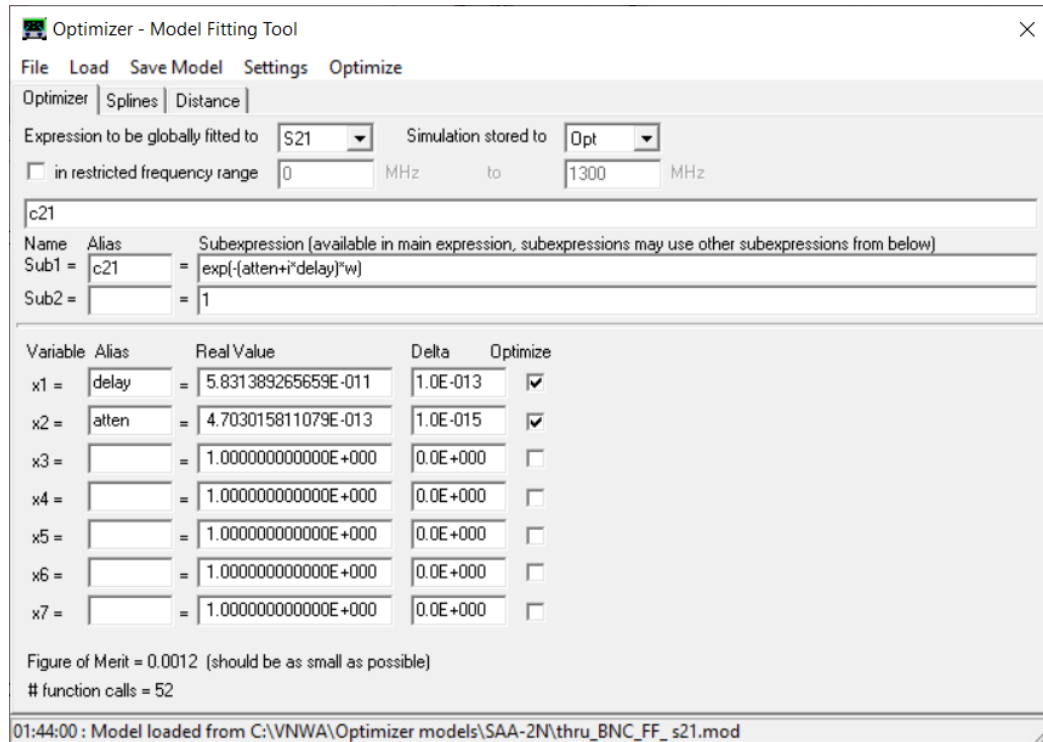 Optimizer - Model Fitting Tool
File Load Save Model Settings Optimize
Optimizer Splines Distance
Expression to be globally fitted to S21 Simulation stored to Opt
in restricted frequency range 0 MHz to 1300 MHz
c21
Name Alias Subexpression (available in main expression, subexpressions may use other subexpressions from below)
Sub1 = c21 = exp(-(atten+i*delay)*w)
Sub2 = = 1
Variable Alias Real Value Delta Optimize
x1 = delay = 5.831389265659E-011 1.0E-013
x2 = atten = 4.703015811079E-013 1.0E-015
x3 = = 1.000000000000E+000 0.0E+000
x4 = = 1.000000000000E+000 0.0E+000
x5 = = 1.000000000000E+000 0.0E+000
x6 = = 1.000000000000E+000 0.0E+000
x7 = = 1.000000000000E+000 0.0E+000
Figure of Merit = 0.0012 (should be as small as possible)
# function calls = 52
01:44:00 : Model loaded from C:\VNWA\Optimizer models\SAA-2N\thru_BNC_FF_ s21.mod